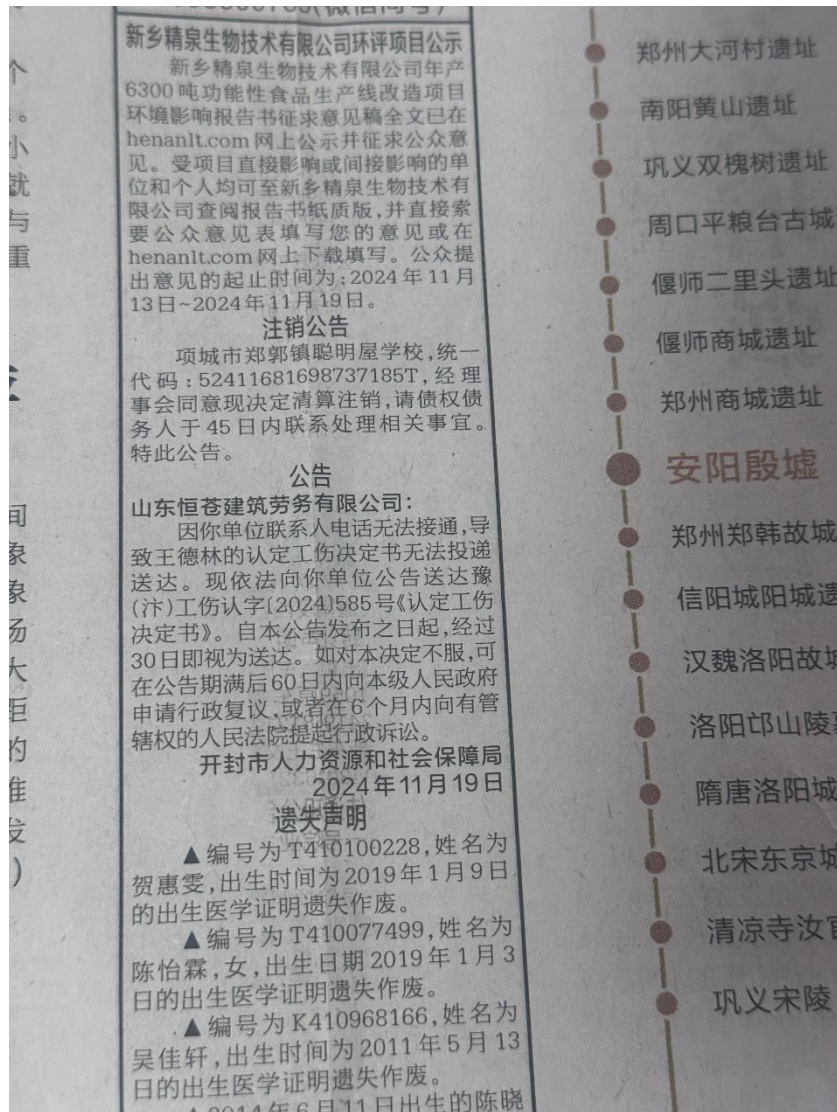 新乡精泉生物技术有限公司环评项目公示
新乡精泉生物技术有限公司年产
6300吨功能性食品生产线改造项目
环境影响报告书征求意见稿全文已在
henanlt.com网上公示并征求公众意
见。受项目直接影响或间接影响的单
位和个人均可至新乡精泉生物技术有
限公司查阅报告书纸质版,并直接索
要公众意见表填写您的意见或在
henanlt.com网上下载填写。公众提
出意见的起止时间为:2024年11月
13日~2024年11月19日。
注销公告
项城市郑郭镇聪明屋学校,统一
代码:52411681698737185T,经理
事会同意现决定清算注销,请债权债
务人于45日内联系处理相关事宜。
特此公告。
公告
山东恒苍建筑劳务有限公司:
因你单位联系人电话无法接通,导
致王德林的认定工伤决定书无法投递
送达。现依法向你单位公告送达豫
(汴)工伤认字[2024]585号《认定工伤
决定书》。自本公告发布之日起,经过
30日即视为送达。如对本决定不服,可
在公告期满后60日内向本级人民政府
申请行政复议,或者在6个月内向有管
辖权的人民法院提起行政诉讼。
开封市人力资源和社会保障局
2024年11月19日
遗失声明
▲编号为T410100228,姓名为
贺惠雯,出生时间为2019年1月9日
的出生医学证明遗失作废。
▲编号为T410077499,姓名为
陈怡霖,女,出生日期2019年1月3
日的出生医学证明遗失作废。
▲编号为K410968166,姓名为
吴佳轩,出生时间为2011年5月13
日的出生医学证明遗失作废。
▲2014年6月11日出生的陈晓
郑州大河村遗址
南阳黄山遗址
巩义双槐树遗址
周口平粮台古城
偃师二里头遗址
偃师商城遗址
郑州商城遗址
安阳殷墟
郑州郑韩故城
信阳城阳城遗
汉魏洛阳故城
洛阳邙山陵
隋唐洛阳城
北宋东京城
清凉寺汝官
巩义宋陵